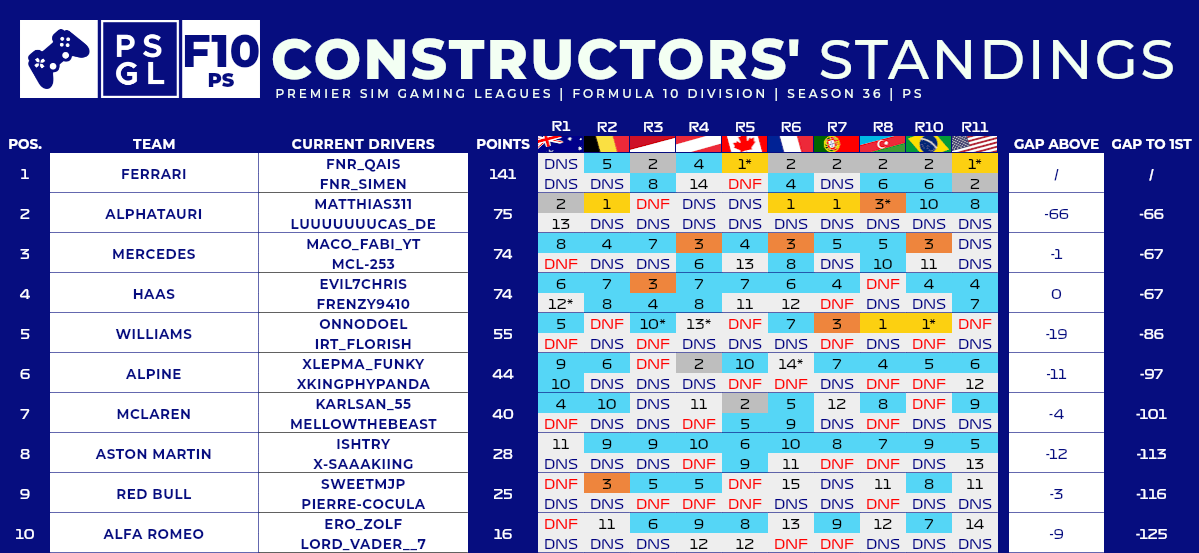 PS
GL
F10
PS
CONSTRUCTORS' STANDINGS
PREMIER SIM GAMING LEAGUES | FORMULA 10 DIVISION | SEASON 36 | PS
POS. TEAM CURRENT DRIVERS POINTS R1 R2 R3 R4 R5 R6 R7 R8 R10 R11 GAP ABOVE GAP TO 1ST
FNR_QAIS DNS 5 2 4 1* 2 2 2 2 1*
1 FERRARI 141 / /
FNR_SIMEN DNS DNS 8 14 DNF 4 DNS 6 6 2
MATTHIAS311 2 1 DNF DNS DNS 1 1 3* 10 8
2 ALPHATAURI 75 -66 -66
LUUUUUUUCAS_DE 13 DNS DNS DNS DNS DNS DNS DNS DNS DNS
MACO_FABI_YT 8 4 7 3 4 3 5 5 3 DNS
3 MERCEDES 74 -1 -67
MCL-253 DNF DNS DNS 6 13 8 DNS 10 11 DNS
EVIL7CHRIS 6 7 3 7 7 6 4 DNF 4 4
4 HAAS 74 0 -67
FRENZY9410 12* 8 4 8 11 12 DNF DNS DNS 7
ONNODOEL 5 DNF 10* 13* DNF 7 3 1 1* DNF
5 WILLIAMS 55 -19 -86
IRT_FLORISH DNF DNS DNF DNS DNS DNS DNF DNS DNF DNS
XLEPMA_FUNKY 9 6 DNF 2 10 14* 7 4 5 6
6 ALPINE 44 -11 -97
XKINGPHYPANDA 10 DNS DNS DNS DNF DNF DNS DNF DNF 12
KARLSAN_55 4 10 DNS 11 2 5 12 8 DNF 9
7 MCLAREN 40 -4 -101
MELLOWTHEBEAST DNF DNS DNS DNF 5 9 DNS DNF DNS DNS
ISHTRY 11 9 9 10 6 10 8 7 9 5
8 ASTON MARTIN 28 -12 -113
X-SAAAKIING DNS DNS DNS DNF 9 11 DNF DNF DNS 13
SWEETMJP DNF 3 5 5 DNF 15 DNS 11 8 11
9 RED BULL 25 -3 -116
PIERRE-COCULA DNS DNS DNF DNF DNF DNS DNS DNS DNS DNS
ERO_ZOLF DNF 11 6 9 8 13 9 12 7 14
10 ALFA ROMEO 16 -9 -125
LORD_VADER__7 DNS DNS DNS 12 12 DNF DNF DNS DNS DNS